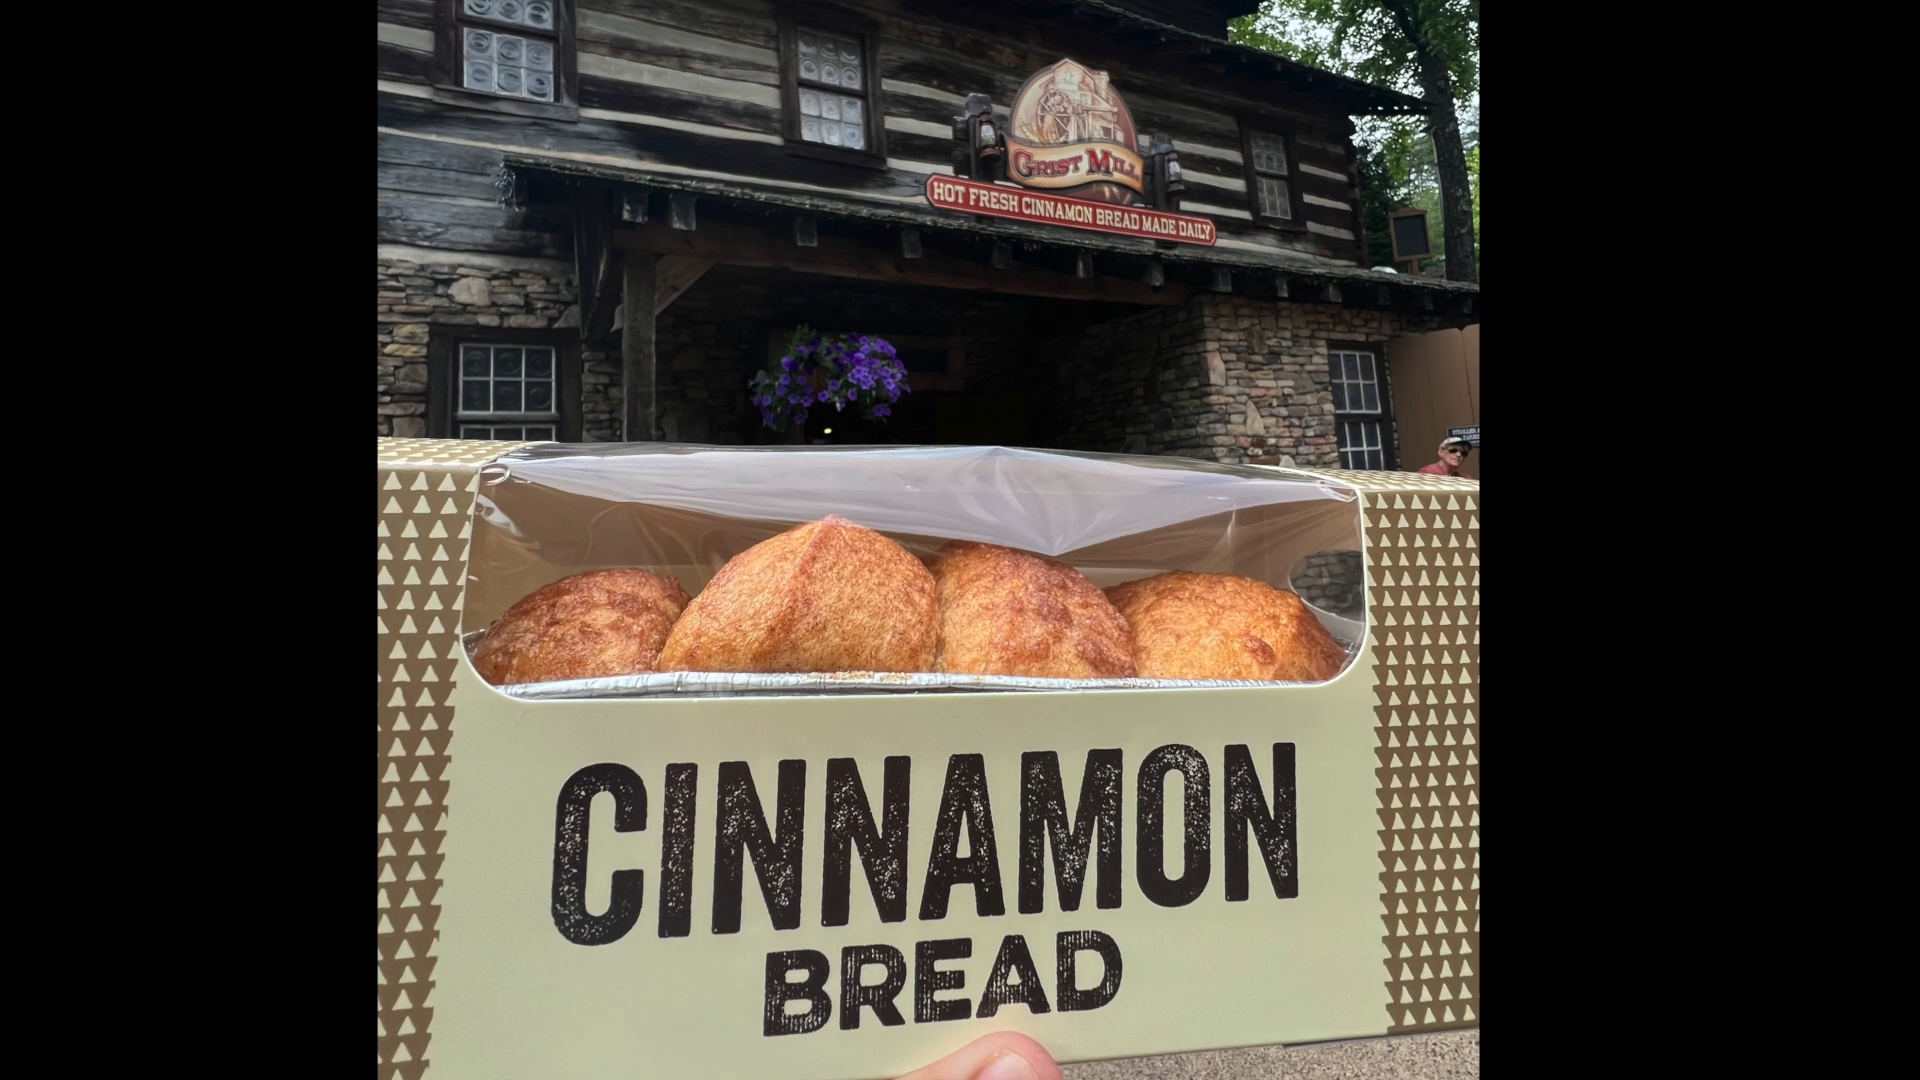 GRIST MILL
HOT FRESH CINNAMON BREAD MADE DAILY
CINNAMON
BREAD